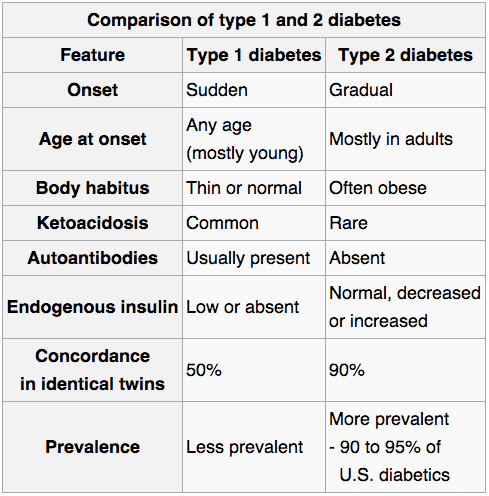 Comparison of type 1 and 2 diabetes
Feature Type 1 diabetes Type 2 diabetes
Onset Sudden Gradual
Age at onset Any age
(mostly young) Mostly in adults
Body habitus Thin or normal Often obese
Ketoacidosis Common Rare
Autoantibodies Usually present Absent
Endogenous insulin Low or absent Normal, decreased
or increased
Concordance
in identical twins 50% 90%
Prevalence Less prevalent More prevalent
- 90 to 95% of
U.S. diabetics